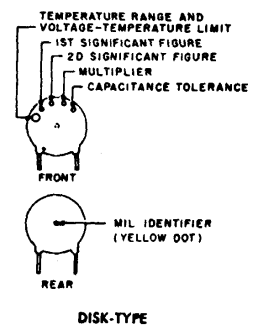 TEMPERATURE RANGE AND
VOLTAGE-TEMPERATURE LIMIT
1ST SIGNIFICANT FIGURE
2D SIGNIFICANT FIGURE
MULTIPLIER
CAPACITANCE TOLERANCE
FRONT
MIL IDENTIFIER
(YELLOW DOT)
REAR
DISK-TYPE